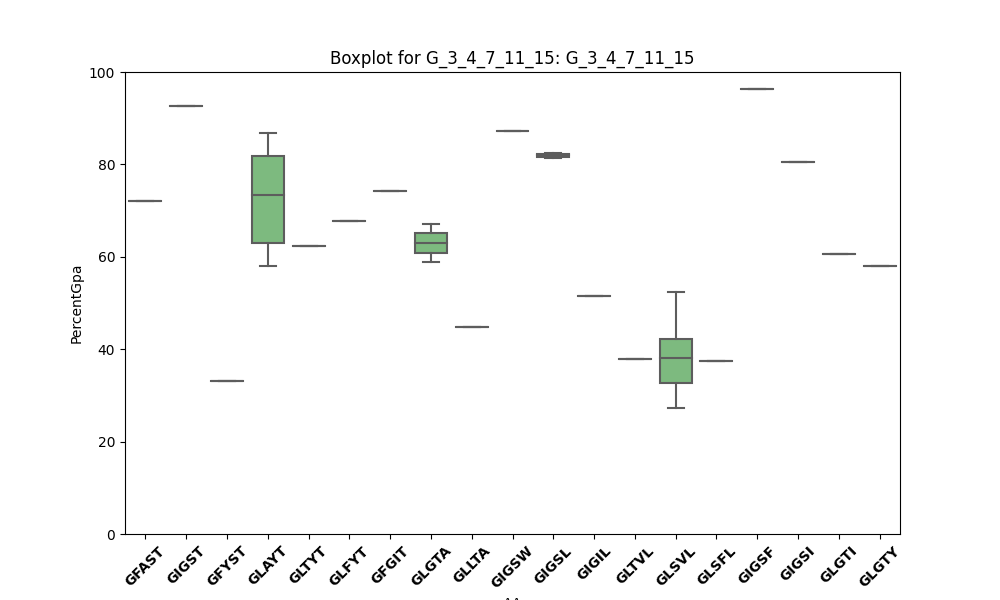 Boxplot for G_3_4_7_11_15: G_3_4_7_11_15
PercentGpa
100
80
60
40
20
0
GFAST
GIGST
GFYST
GLAYT
GLTYT
GLFYT
GFGIT
GLGTA
GLLTA
GIGSW
GIGSL
GIGIL
GLTVL
GLSVL
GLSFL
GIGSF
GIGSI
GLGTI
GLGTY